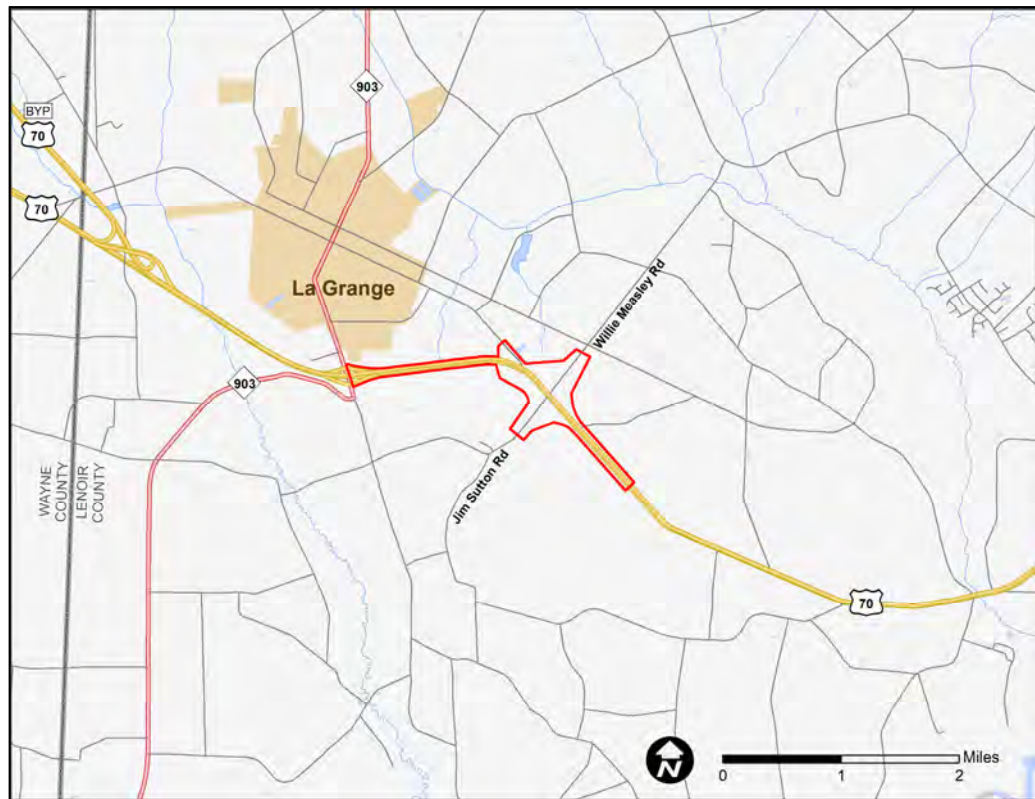 903
BYP
70
70
La Grange
Willie Measley Rd
903
Jim Sutton Rd
WAYNE
COUNTY
LENOIR
COUNTY
70
N
Miles
0 1 2